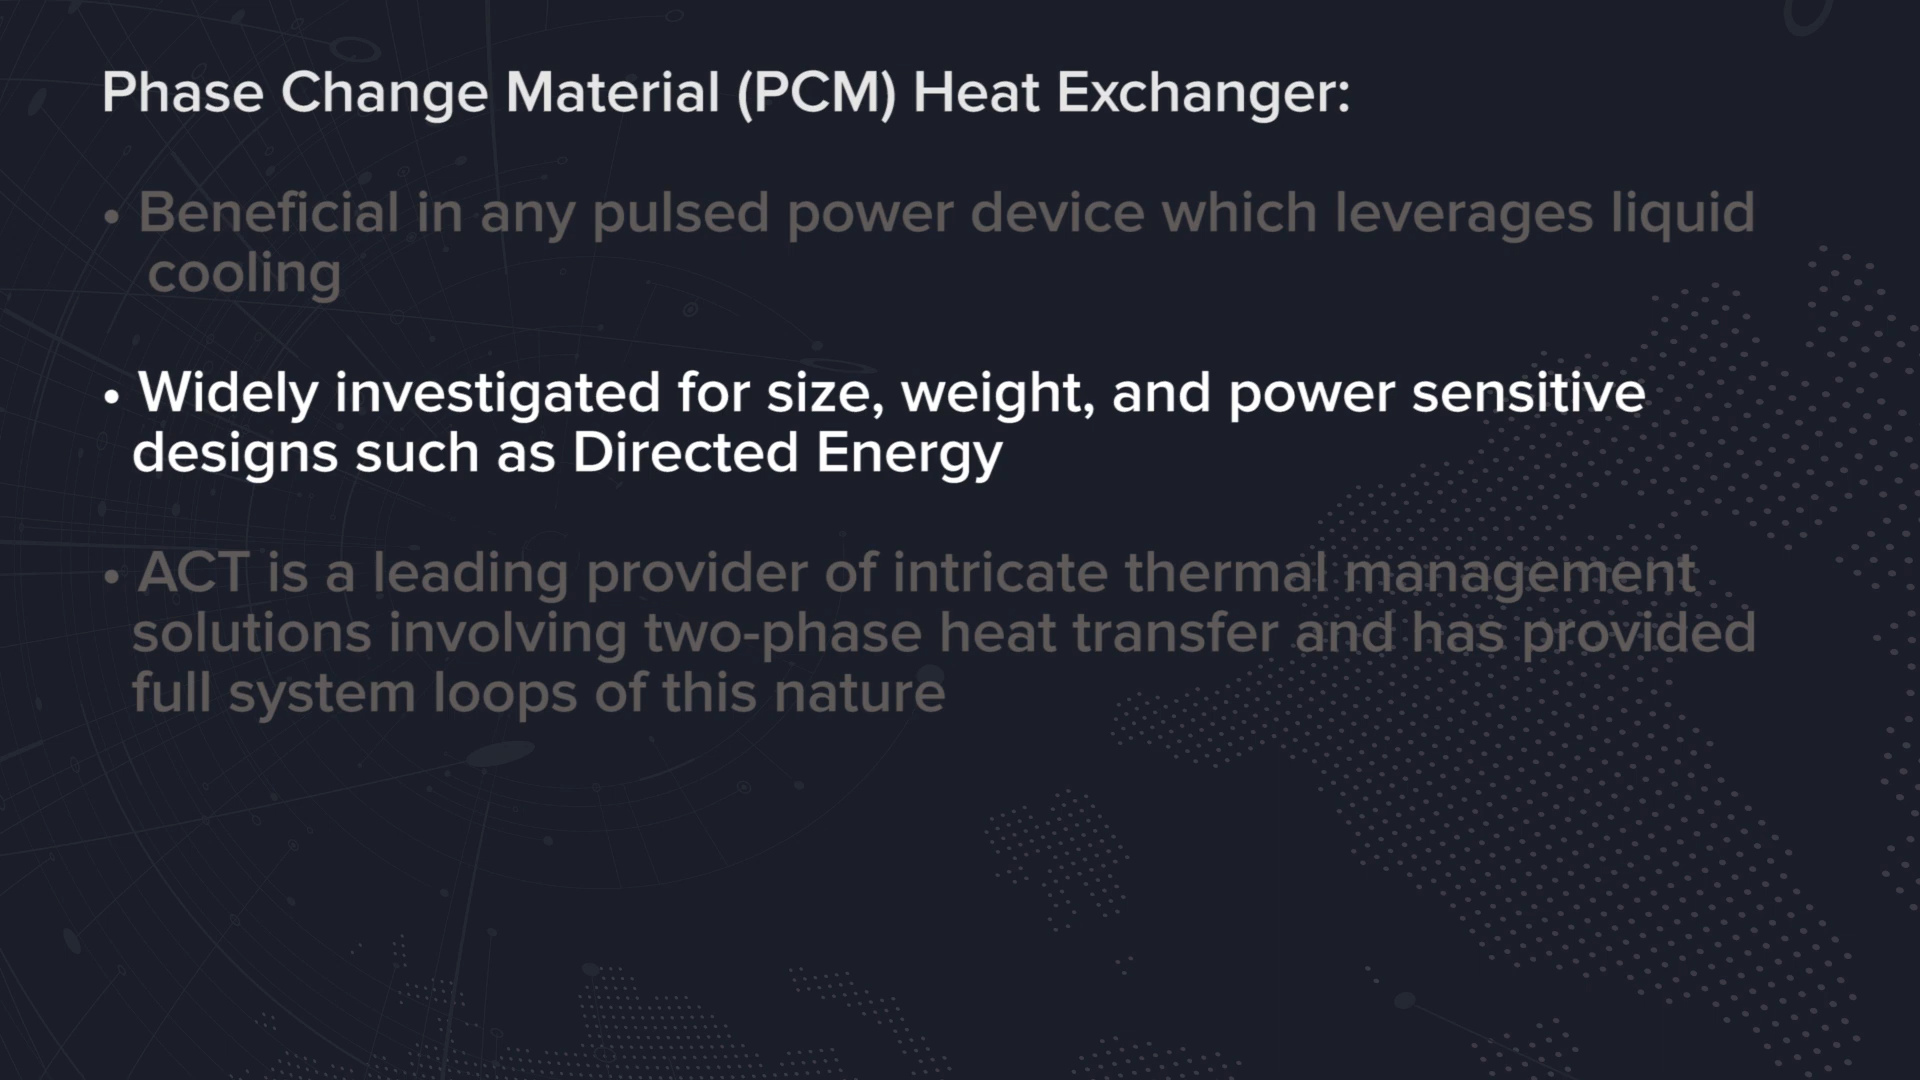 Phase Change Material (PCM) Heat Exchanger:
• Beneficial in any pulsed power device which leverages liquid
cooling
• Widely investigated for size, weight, and power sensitive
designs such as Directed Energy
• ACT is a leading provider of intricate thermal management
solutions involving two-phase heat transfer and has provided
full system loops of this nature